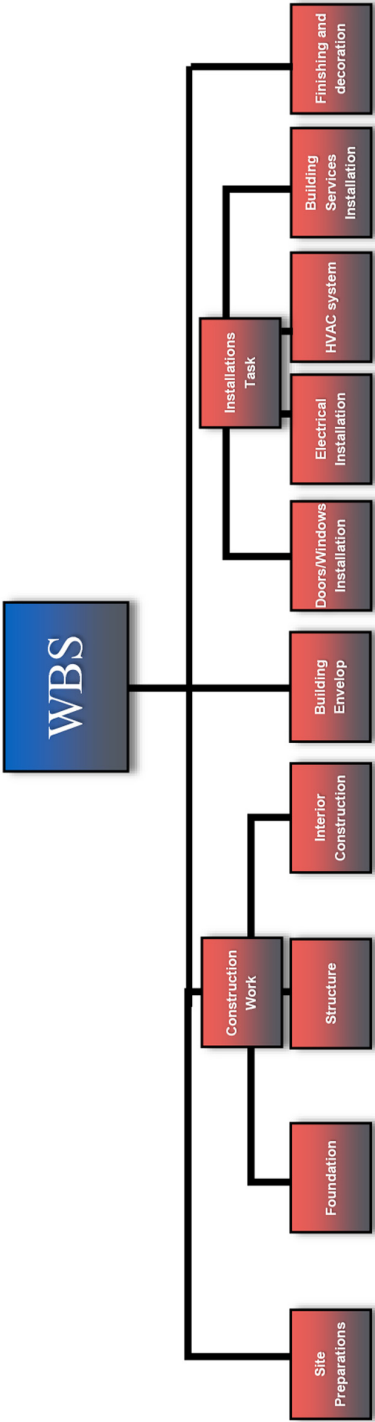 WBS
Site
Preparations
Construction
Work
Foundation
Structure
Interior
Construction
Building
Envelop
Installations
Task
Doors/Windows
Installation
Electrical
Installation
HVAC system
Building
Services
Installation
Finishing and
decoration